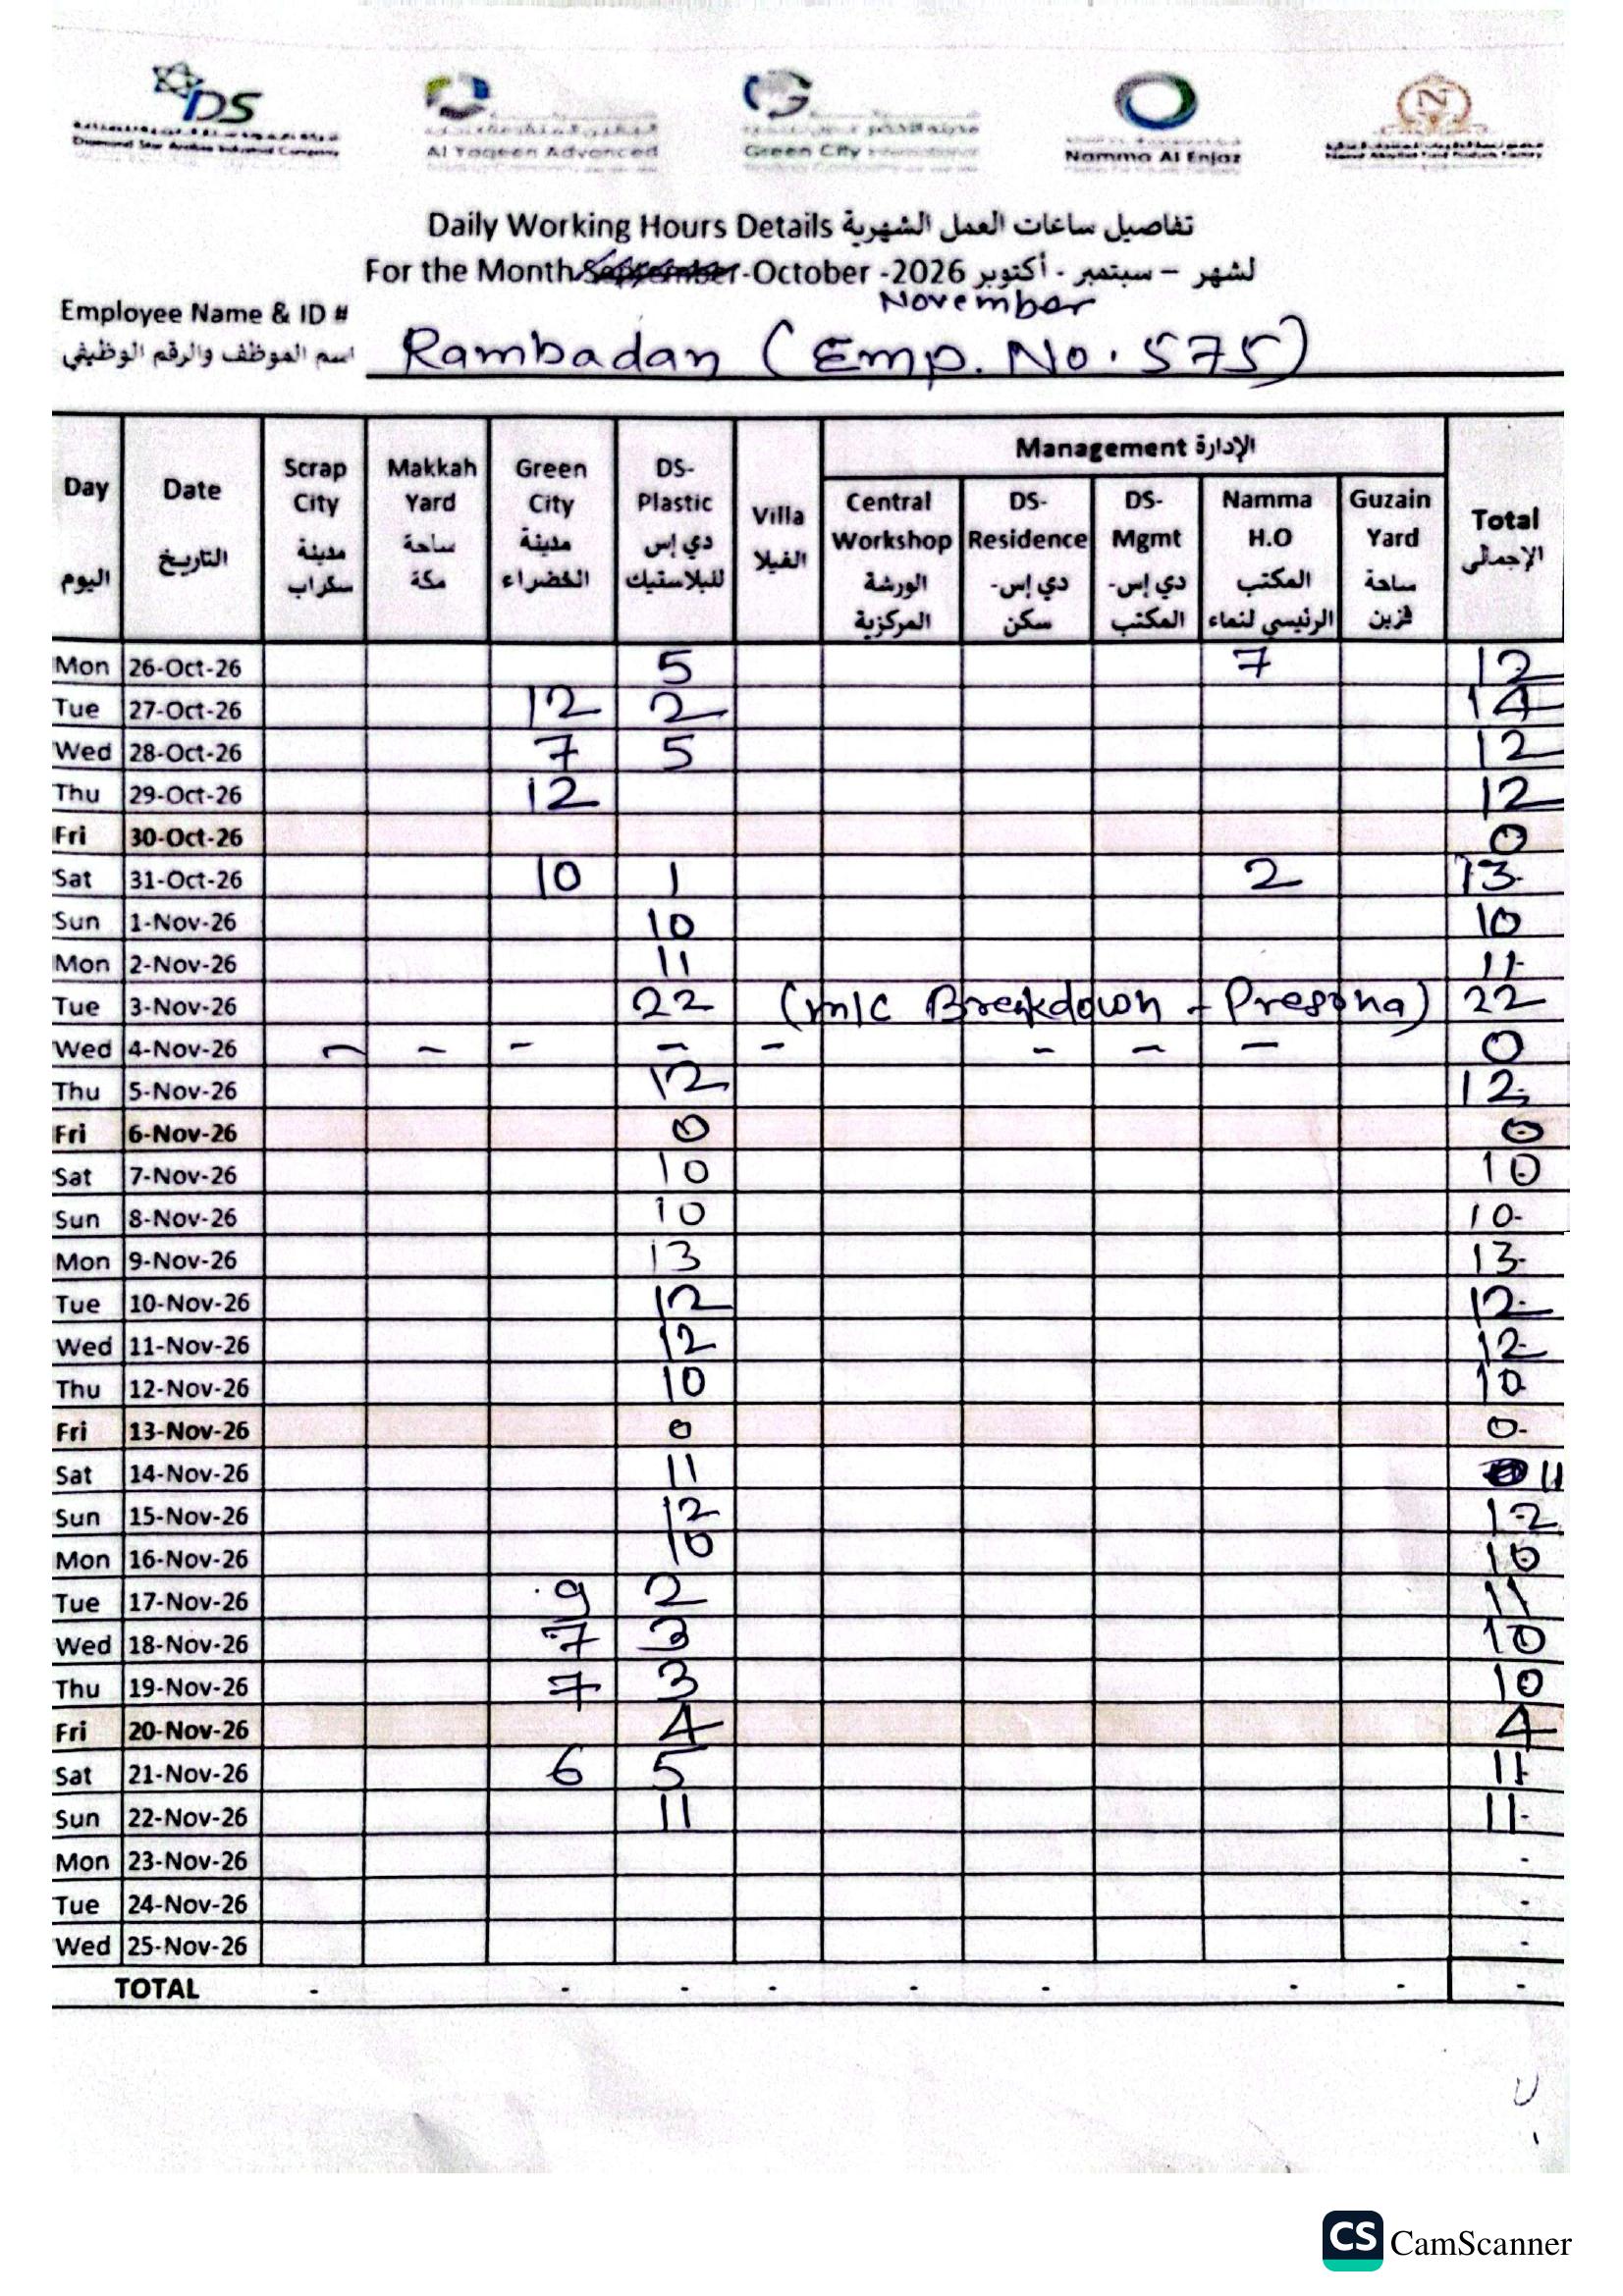 DS
Diamond Star Arabia Industrial Company
Al Yaqeen Advanced
Green City International
Namma Al Enjaz
N
Daily Working Hours Details تفاصيل ساعات العمل الشهرية
For the Month September-October -2026 لشهر – سبتمبر - أكتوبر
November
Employee Name & ID #
اسم الموظف والرقم الوظيفي
Rambadan (Emp. No. 575)
Day اليوم | Date التاريخ | Scrap City مدينة سكراب | Makkah Yard ساحة مكة | Green City مدينة الخضراء | DS-Plastic دي إس للبلاستيك | Villa الفيلا | Management الإدارة | Total الإجمالي
Central Workshop الورشة المركزية | DS-Residence دي إس- سكن | DS-Mgmt دي إس- المكتب | Namma H.O المكتب الرئيسي لنماء | Guzain Yard ساحة قزين
Mon 26-Oct-26 5 7 12
Tue 27-Oct-26 12 2 14
Wed 28-Oct-26 7 5 12
Thu 29-Oct-26 12 12
Fri 30-Oct-26 0
Sat 31-Oct-26 10 1 2 13
Sun 1-Nov-26 10 10
Mon 2-Nov-26 11 11
Tue 3-Nov-26 22 (m/c Breakdown - Presona) 22
Wed 4-Nov-26 - - - - - - - - 0
Thu 5-Nov-26 12 12
Fri 6-Nov-26 0 0
Sat 7-Nov-26 10 10
Sun 8-Nov-26 10 10
Mon 9-Nov-26 13 13
Tue 10-Nov-26 12 12
Wed 11-Nov-26 12 12
Thu 12-Nov-26 10 10
Fri 13-Nov-26 0 0
Sat 14-Nov-26 11 11
Sun 15-Nov-26 12 12
Mon 16-Nov-26 10 10
Tue 17-Nov-26 9 2 11
Wed 18-Nov-26 7 3 10
Thu 19-Nov-26 7 3 10
Fri 20-Nov-26 4 4
Sat 21-Nov-26 6 5 11
Sun 22-Nov-26 11 11
Mon 23-Nov-26 -
Tue 24-Nov-26 -
Wed 25-Nov-26 -
TOTAL - - - - - - - - -
CS CamScanner